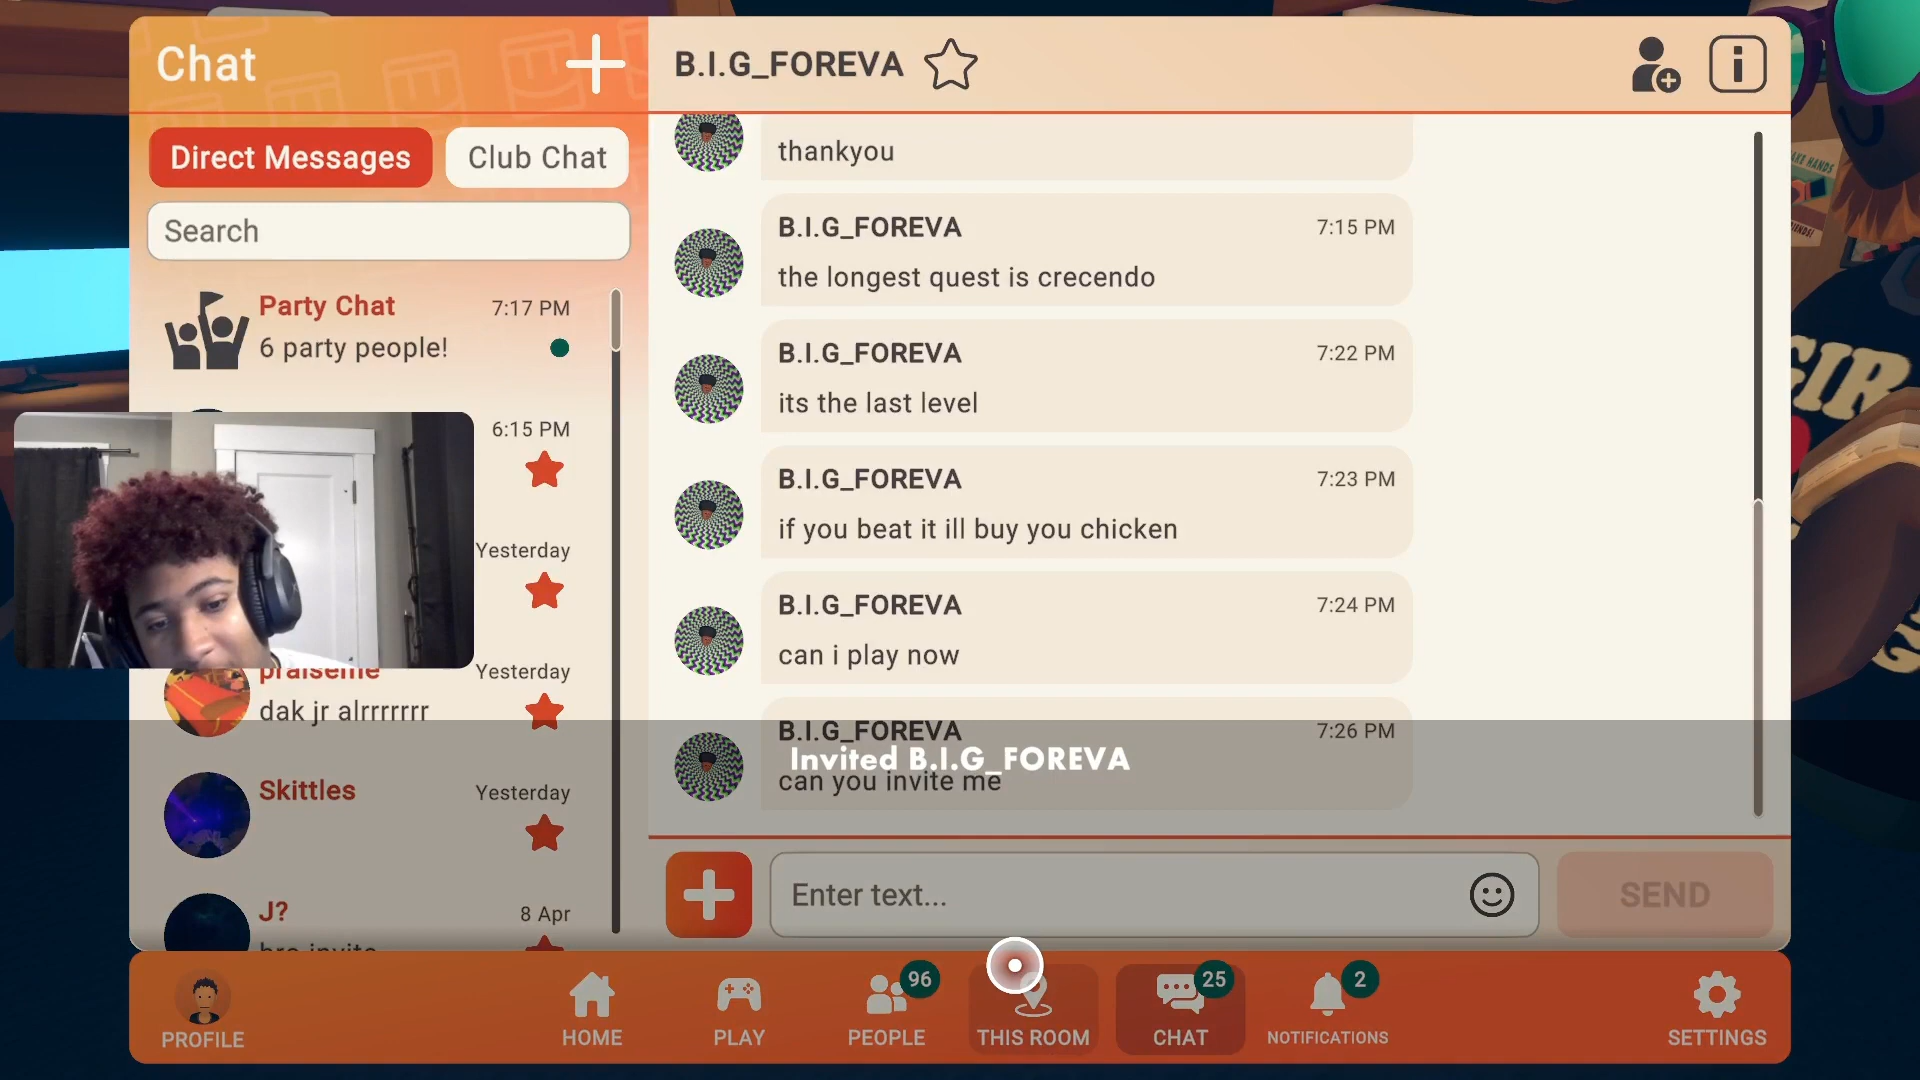 Chat
Direct Messages
Club Chat
Search
Party Chat
7:17 PM
6 party people!
6:15 PM
Yesterday
praiseme
Yesterday
dak jr alrrrrrrr
Skittles
Yesterday
J?
8 Apr
bro invite
B.I.G_FOREVA
thankyou
B.I.G_FOREVA
7:15 PM
the longest quest is crecendo
B.I.G_FOREVA
7:22 PM
its the last level
B.I.G_FOREVA
7:23 PM
if you beat it ill buy you chicken
B.I.G_FOREVA
7:24 PM
can i play now
B.I.G_FOREVA
7:26 PM
Invited B.I.G_FOREVA
can you invite me
Enter text...
SEND
PROFILE
HOME
PLAY
96
PEOPLE
THIS ROOM
25
CHAT
2
NOTIFICATIONS
SETTINGS